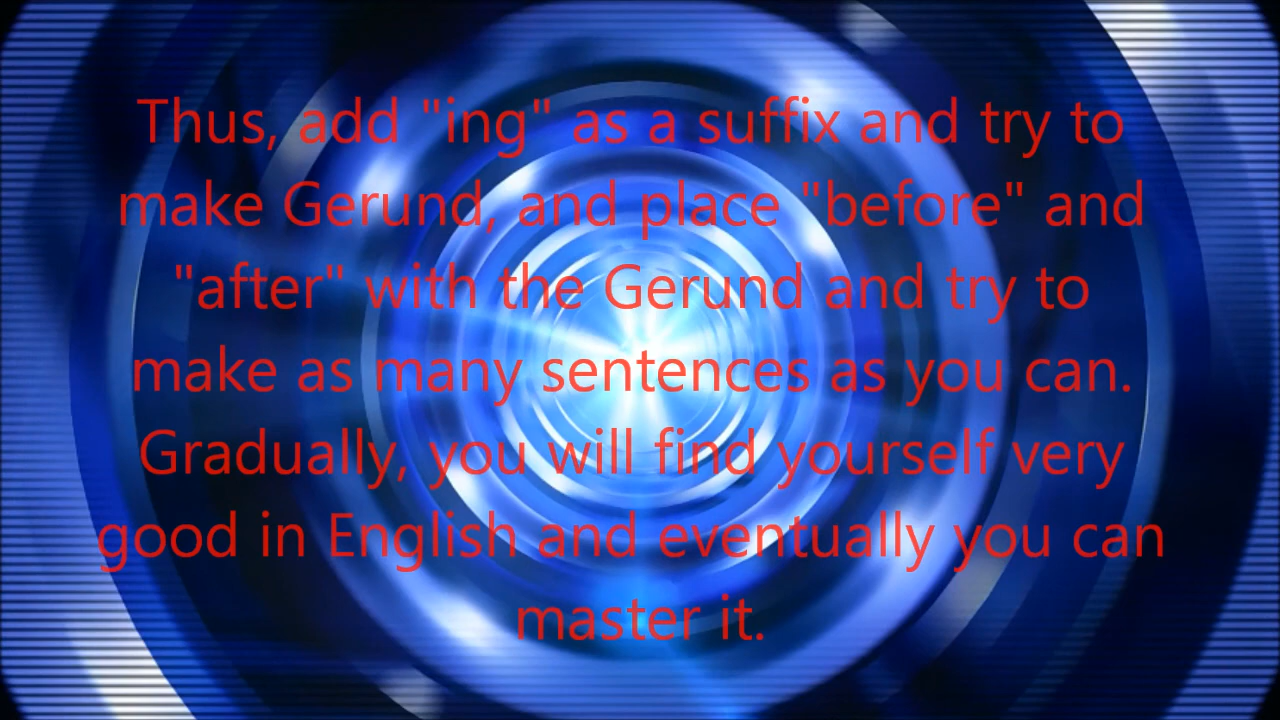 Thus, add "ing" as a suffix and try to
make Gerund, and place "before" and
"after" with the Gerund and try to
make as many sentences as you can.
Gradually, you will find yourself very
good in English and eventually you can
master it.